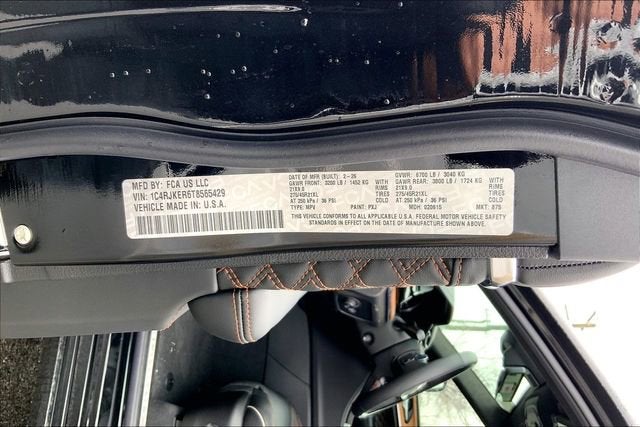 MFD BY: FCA US LLC
VIN: 1C4RJKER6T8565429
VEHICLE MADE IN: U.S.A.
DATE OF MFR (BUILT): 2-26
GAWR FRONT: 3200 LB / 1452 KG
21X9.0
275/45R21XL
AT 250 kPa / 36 PSI
TYPE: MPV
RIMS
TIRES
COLD
PAINT: PXJ
GVWR: 6700 LB / 3040 KG
GAWR REAR: 3800 LB / 1724 KG
21X9.0
275/45R21XL
AT 250 kPa / 36 PSI
MDH: 020615
RIMS
TIRES
COLD
MKT: 875
THIS VEHICLE CONFORMS TO ALL APPLICABLE U.S.A. FEDERAL MOTOR VEHICLE SAFETY
STANDARDS IN EFFECT ON THE DATE OF MANUFACTURE SHOWN ABOVE.